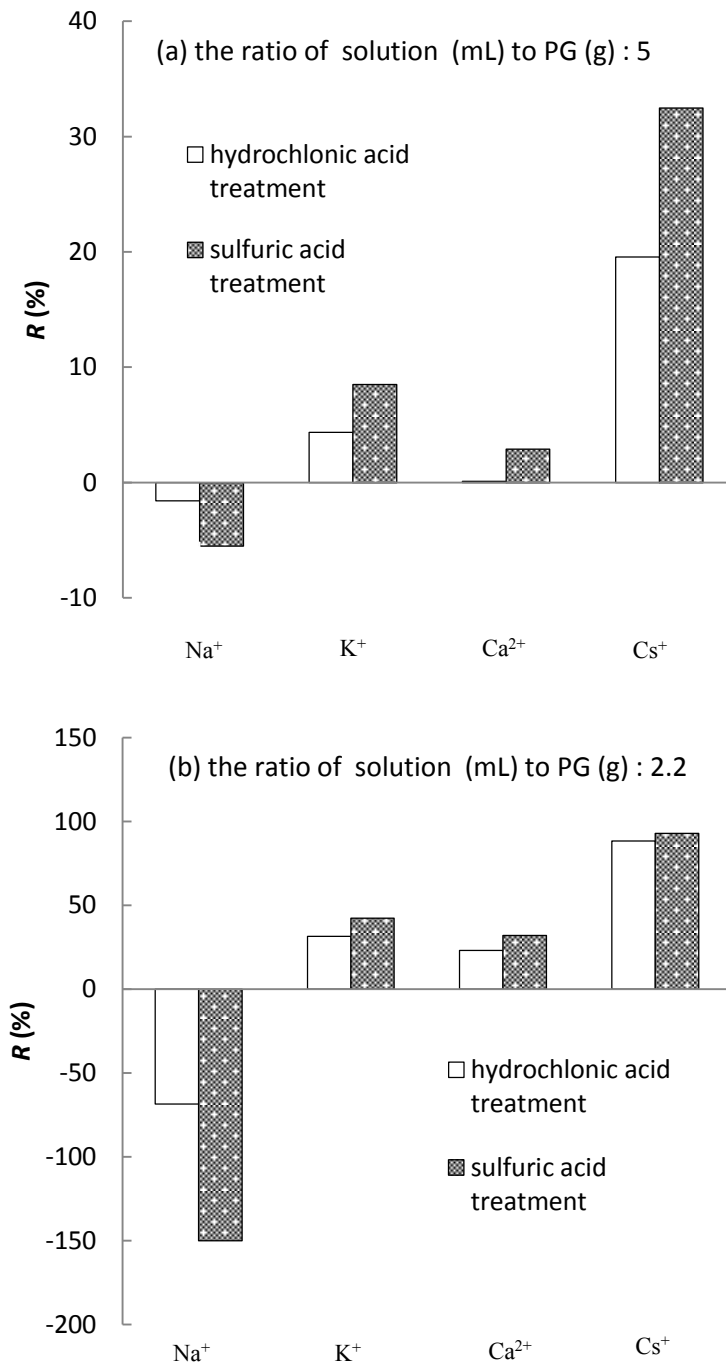 (a) the ratio of solution (mL) to PG (g) : 5
hydrochlonic acid
treatment
sulfuric acid
treatment
R (%)
40
30
20
10
0
-10
Na⁺
K⁺
Ca²⁺
Cs⁺
(b) the ratio of solution (mL) to PG (g) : 2.2
R (%)
150
100
50
0
-50
-100
-150
-200
hydrochlonic acid
treatment
sulfuric acid
treatment
Na⁺
K⁺
Ca²⁺
Cs⁺